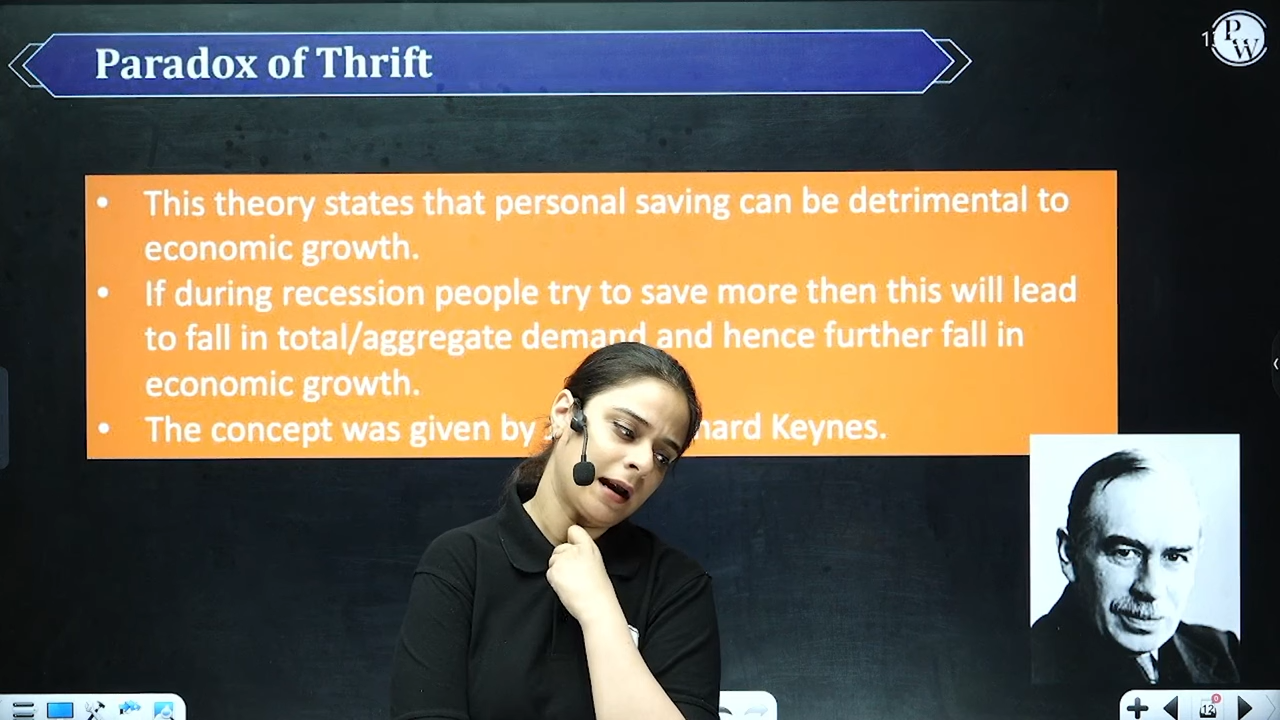 Paradox of Thrift
PW
• This theory states that personal saving can be detrimental to
economic growth.
• If during recession people try to save more then this will lead
to fall in total/aggregate demand and hence further fall in
economic growth.
• The concept was given by Keynes.
12